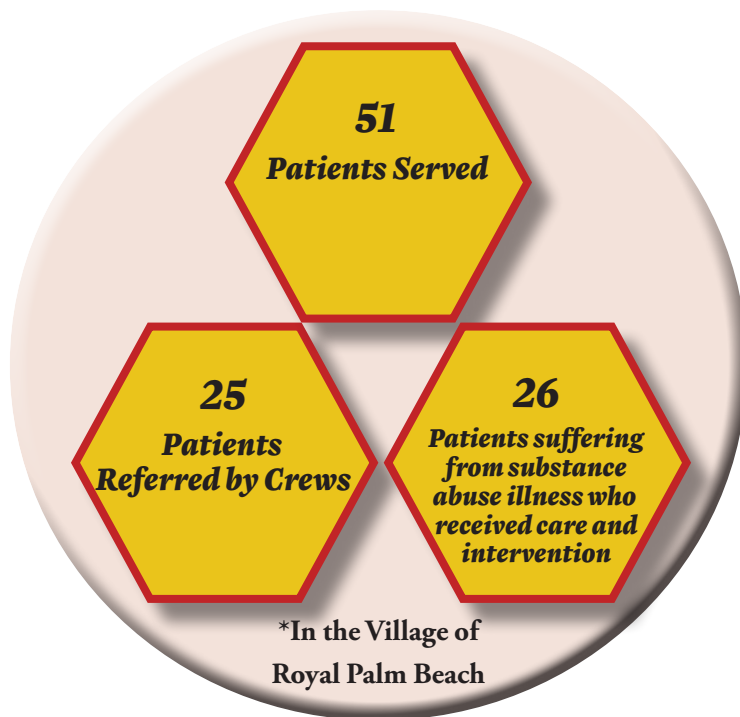 51
Patients Served
25
Patients
Referred by Crews
26
Patients suffering
from substance
abuse illness who
received care and
intervention
*In the Village of
Royal Palm Beach